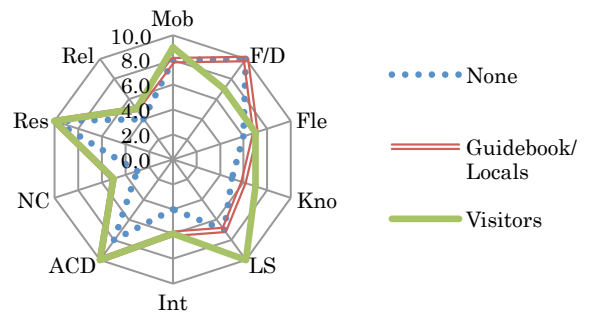 Mob
10.0
Rel
F/D
8.0
6.0
None
4.0
Res
Fle
2.0
Guidebook/
Locals
0.0
NC
Kno
Visitors
ACD
LS
Int